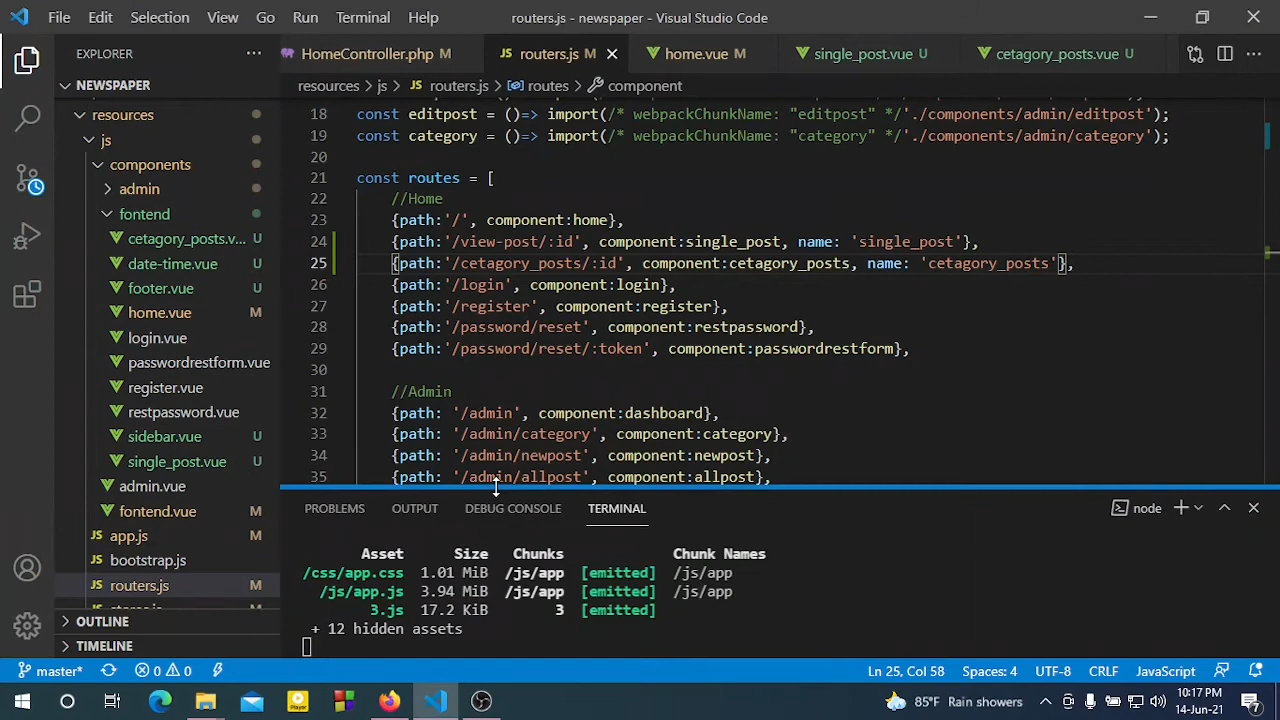 File Edit Selection View Go Run Terminal Help
routers.js - newspaper - Visual Studio Code
EXPLORER
HomeController.php M
routers.js M
home.vue M
single_post.vue U
cetagory_posts.vue U
NEWSPAPER
resources > js > JS routers.js > routes > component
resources
js
components
admin
fontend
cetagory_posts.v... U
date-time.vue U
footer.vue U
home.vue M
login.vue
passwordrestform.vue
register.vue
restpassword.vue
sidebar.vue U
single_post.vue U
admin.vue
fontend.vue
JS app.js M
JS bootstrap.js
JS routers.js M
OUTLINE
TIMELINE
18 const editpost = ()=> import(/* webpackChunkName: "editpost" */'./components/admin/editpost');
19 const category = ()=> import(/* webpackChunkName: "category" */'./components/admin/category');
20
21 const routes = [
22 //Home
23 {path:'/', component:home},
24 {path:'/view-post/:id', component:single_post, name: 'single_post'},
25 {path:'/cetagory_posts/:id', component:cetagory_posts, name: 'cetagory_posts'},
26 {path:'/login', component:login},
27 {path:'/register', component:register},
28 {path:'/password/reset', component:restpassword},
29 {path:'/password/reset/:token', component:passwordrestform},
30
31 //Admin
32 {path: '/admin', component:dashboard},
33 {path: '/admin/category', component:category},
34 {path: '/admin/newpost', component:newpost},
35 {path: '/admin/allpost', component:allpost},
PROBLEMS OUTPUT DEBUG CONSOLE TERMINAL
node
Asset Size Chunks Chunk Names
/css/app.css 1.01 MiB /js/app [emitted] /js/app
/js/app.js 3.94 MiB /js/app [emitted] /js/app
3.js 17.2 KiB 3 [emitted]
+ 12 hidden assets
master* 0 0
Ln 25, Col 58 Spaces: 4 UTF-8 CRLF JavaScript
Player
85°F Rain showers
10:17 PM
14-Jun-21
7